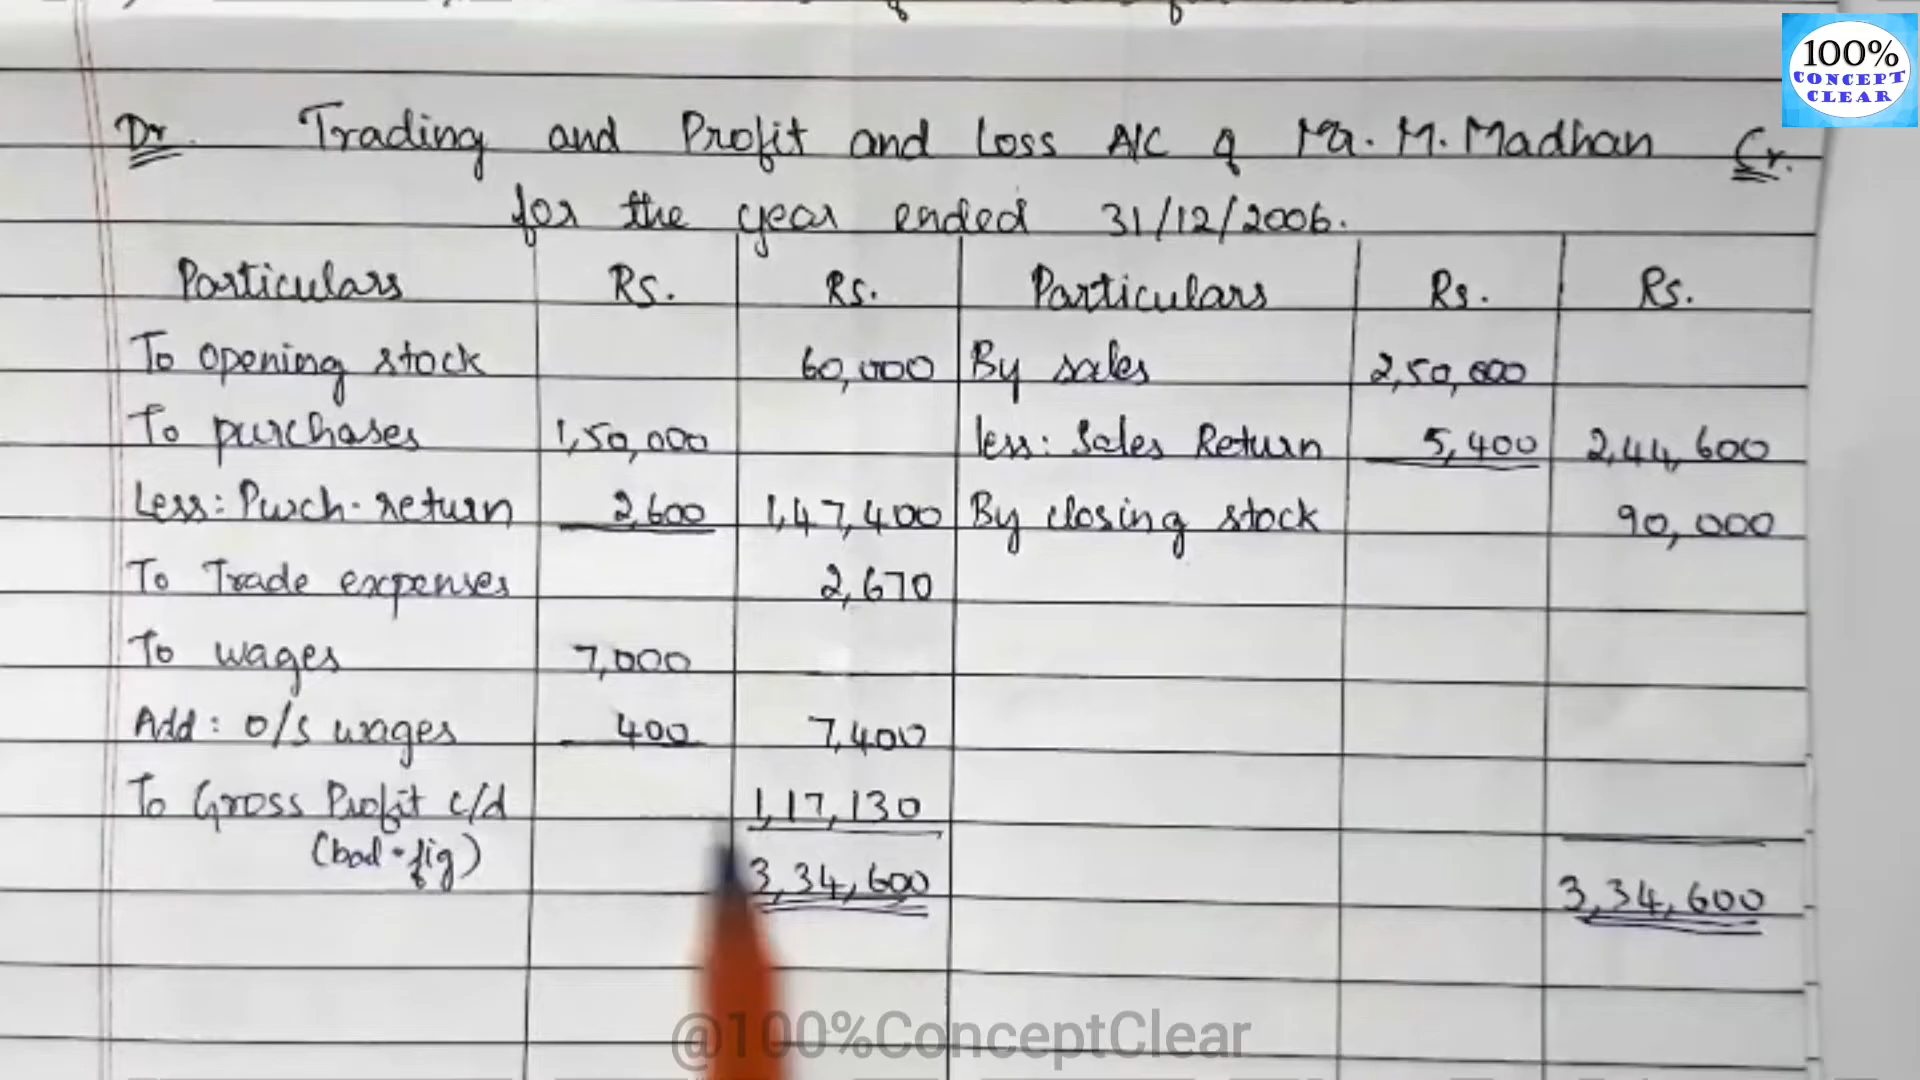 100%
CONCEPT
CLEAR
Dr. Trading and Profit and Loss A/C of Mr. M. Madhan Cr.
for the year ended 31/12/2006.
Particulars Rs. Rs. Particulars Rs. Rs.
To opening stock 60,000 By sales 2,50,000
To purchases 1,50,000 less: Sales Return 5,400 2,44,600
Less: Purch. return 2,600 1,47,400 By closing stock 90,000
To Trade expenses 2,670
To wages 7,000
Add: o/s wages 400 7,400
To Gross Profit c/d 1,17,130
(bal-fig) 3,34,600 3,34,600
@100%ConceptClear